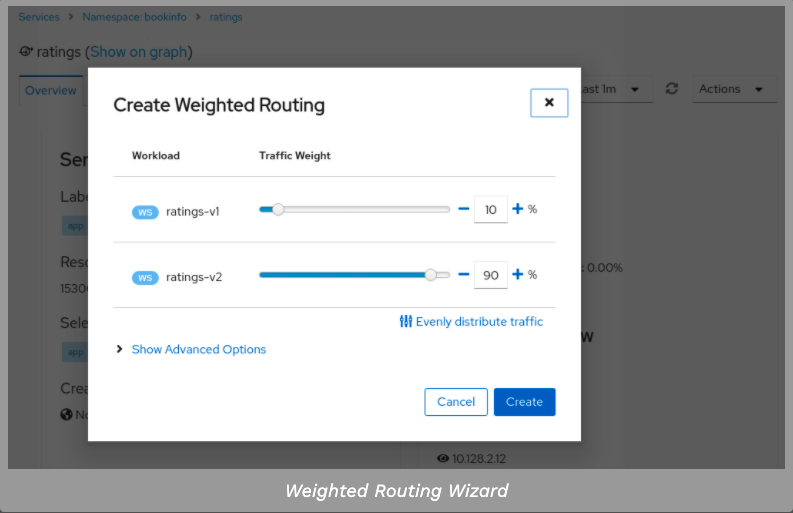 Services > Namespace: bookinfo > ratings
ratings (Show on graph)
Overview
Last 1m
Actions
Create Weighted Routing
Workload Traffic Weight
WS ratings-v1 10 %
WS ratings-v2 90 %
Evenly distribute traffic
Show Advanced Options
Cancel Create
app
app
: 0.00%
10.128.2.12
Weighted Routing Wizard